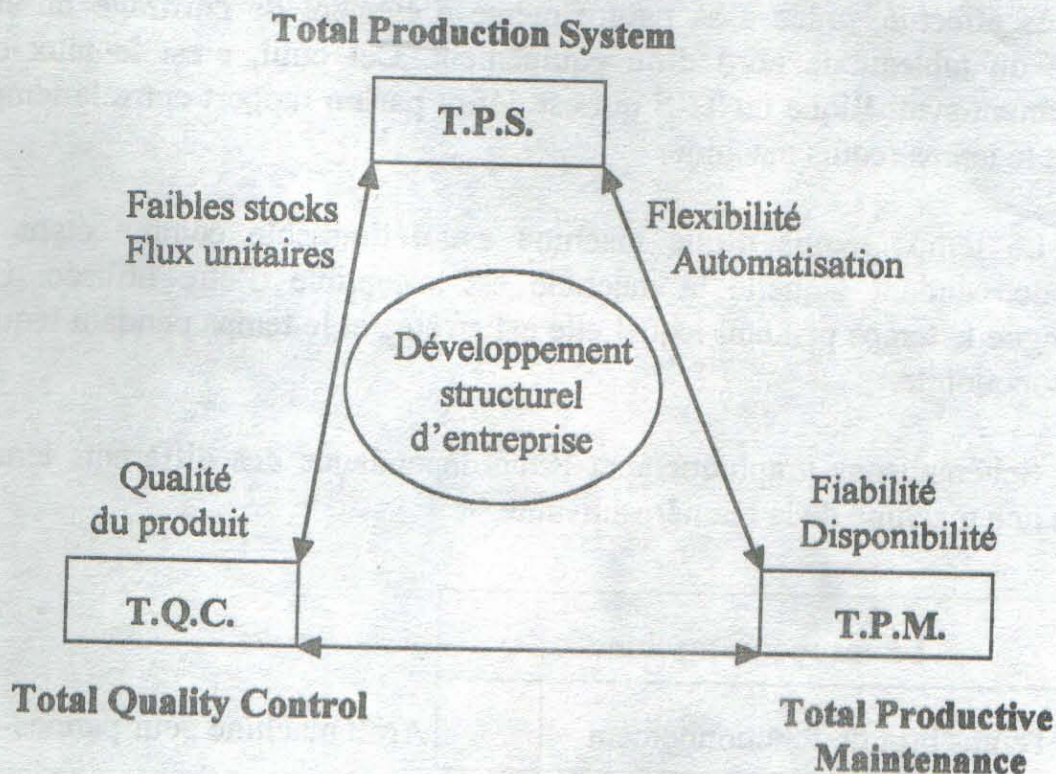 Total Production System
T.P.S.
Faibles stocks
Flux unitaires
Flexibilité
Automatisation
Développement
structurel
d'entreprise
Qualité
du produit
Fiabilité
Disponibilité
T.Q.C.
T.P.M.
Total Quality Control
Total Productive
Maintenance